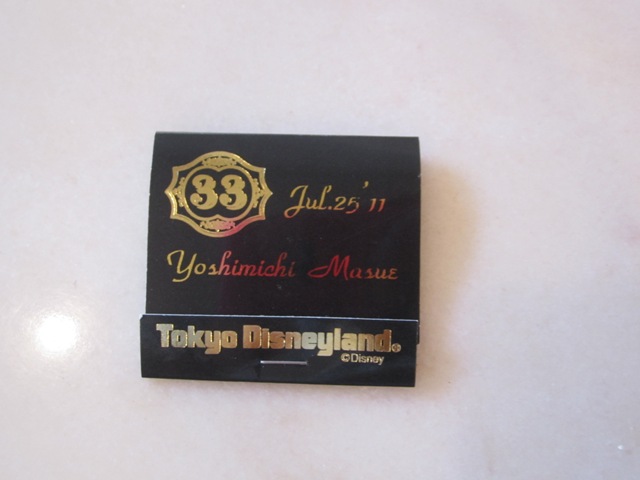 33 Jul.25'11
Yoshimichi Masue
Tokyo Disneyland®
©Disney